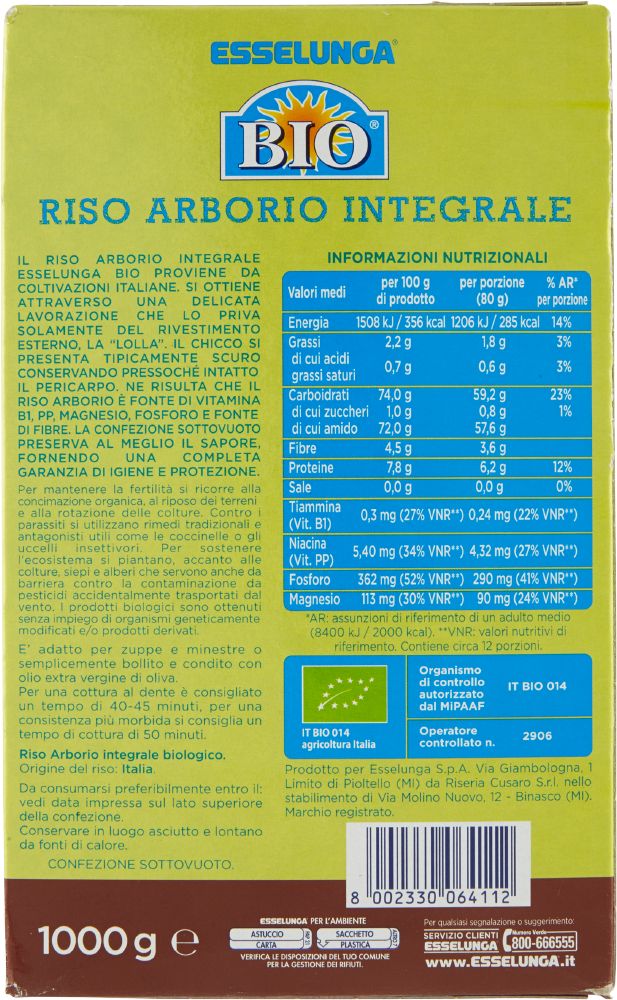 ESSELUNGA®
BIO®
RISO ARBORIO INTEGRALE
IL RISO ARBORIO INTEGRALE
ESSELUNGA BIO PROVIENE DA
COLTIVAZIONI ITALIANE. SI OTTIENE
ATTRAVERSO UNA DELICATA
LAVORAZIONE CHE LO PRIVA
SOLAMENTE DEL RIVESTIMENTO
ESTERNO, LA “LOLLA”. IL CHICCO SI
PRESENTA TIPICAMENTE SCURO
CONSERVANDO PRESSOCHÉ INTATTO
IL PERICARPO. NE RISULTA CHE IL
RISO ARBORIO È FONTE DI VITAMINA
B1, PP, MAGNESIO, FOSFORO E FONTE
DI FIBRE. LA CONFEZIONE SOTTOVUOTO
PRESERVA AL MEGLIO IL SAPORE,
FORNENDO UNA COMPLETA
GARANZIA DI IGIENE E PROTEZIONE.
Per mantenere la fertilità si ricorre alla
concimazione organica, al riposo dei terreni
e alla rotazione delle colture. Contro i
parassiti si utilizzano rimedi tradizionali e
antagonisti utili come le coccinelle o gli
uccelli insettivori. Per sostenere
l'ecosistema si piantano, accanto alle
colture, siepi e alberi che servono anche da
barriera contro la contaminazione da
pesticidi accidentalmente trasportati dal
vento. I prodotti biologici sono ottenuti
senza impiego di organismi geneticamente
modificati e/o prodotti derivati.
E' adatto per zuppe e minestre o
semplicemente bollito e condito con
olio extra vergine di oliva.
Per una cottura al dente è consigliato
un tempo di 40-45 minuti, per una
consistenza più morbida si consiglia un
tempo di cottura di 50 minuti.
Riso Arborio integrale biologico.
Origine del riso: Italia.
Da consumarsi preferibilmente entro il:
vedi data impressa sul lato superiore
della confezione.
Conservare in luogo asciutto e lontano
da fonti di calore.
CONFEZIONE SOTTOVUOTO.
INFORMAZIONI NUTRIZIONALI
Valori medi per 100 g di prodotto per porzione (80 g) % AR* per porzione
Energia 1508 kJ / 356 kcal 1206 kJ / 285 kcal 14%
Grassi 2,2 g 1,8 g 3%
di cui acidi grassi saturi 0,7 g 0,6 g 3%
Carboidrati 74,0 g 59,2 g 23%
di cui zuccheri 1,0 g 0,8 g 1%
di cui amido 72,0 g 57,6 g
Fibre 4,5 g 3,6 g
Proteine 7,8 g 6,2 g 12%
Sale 0,0 g 0,0 g 0%
Tiammina (Vit. B1) 0,3 mg (27% VNR**) 0,24 mg (22% VNR**)
Niacina (Vit. PP) 5,40 mg (34% VNR**) 4,32 mg (27% VNR**)
Fosforo 362 mg (52% VNR**) 290 mg (41% VNR**)
Magnesio 113 mg (30% VNR**) 90 mg (24% VNR**)
*AR: assunzioni di riferimento di un adulto medio
(8400 kJ / 2000 kcal). **VNR: valori nutritivi di
riferimento. Contiene circa 12 porzioni.
IT BIO 014
agricoltura Italia
Organismo
di controllo
autorizzato
dal MiPAAF
IT BIO 014
Operatore
controllato n.
2906
Prodotto per Esselunga S.p.A. Via Giambologna, 1
Limito di Pioltello (MI) da Riseria Cusaro S.r.l. nello
stabilimento di Via Molino Nuovo, 12 - Binasco (MI).
Marchio registrato.
8 002330 064112
1000 g ℮
ESSELUNGA PER L'AMBIENTE
ASTUCCIO
CARTA
SACCHETTO
PLASTICA
VERIFICA LE DISPOSIZIONI DEL TUO COMUNE
PER LA GESTIONE DEI RIFIUTI.
Per qualsiasi segnalazione o suggerimento:
SERVIZIO CLIENTI
ESSELUNGA
Numero Verde
800-666555
www.ESSELUNGA.it